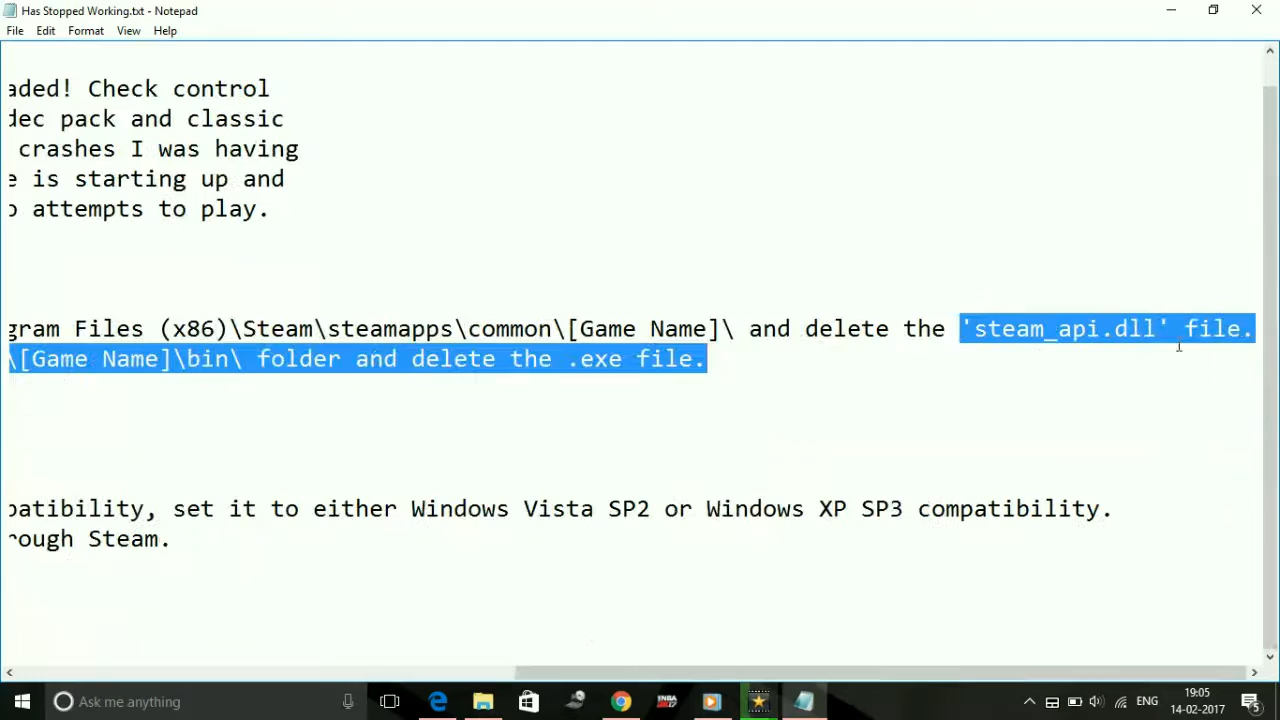 Has Stopped Working.txt - Notepad
File Edit Format View Help
aded! Check control
dec pack and classic
crashes I was having
e is starting up and
o attempts to play.
gram Files (x86)\Steam\steamapps\common\[Game Name]\ and delete the 'steam_api.dll' file.
\[Game Name]\bin\ folder and delete the .exe file.
patibility, set it to either Windows Vista SP2 or Windows XP SP3 compatibility.
rough Steam.
Ask me anything
ENG
19:05
14-02-2017
5